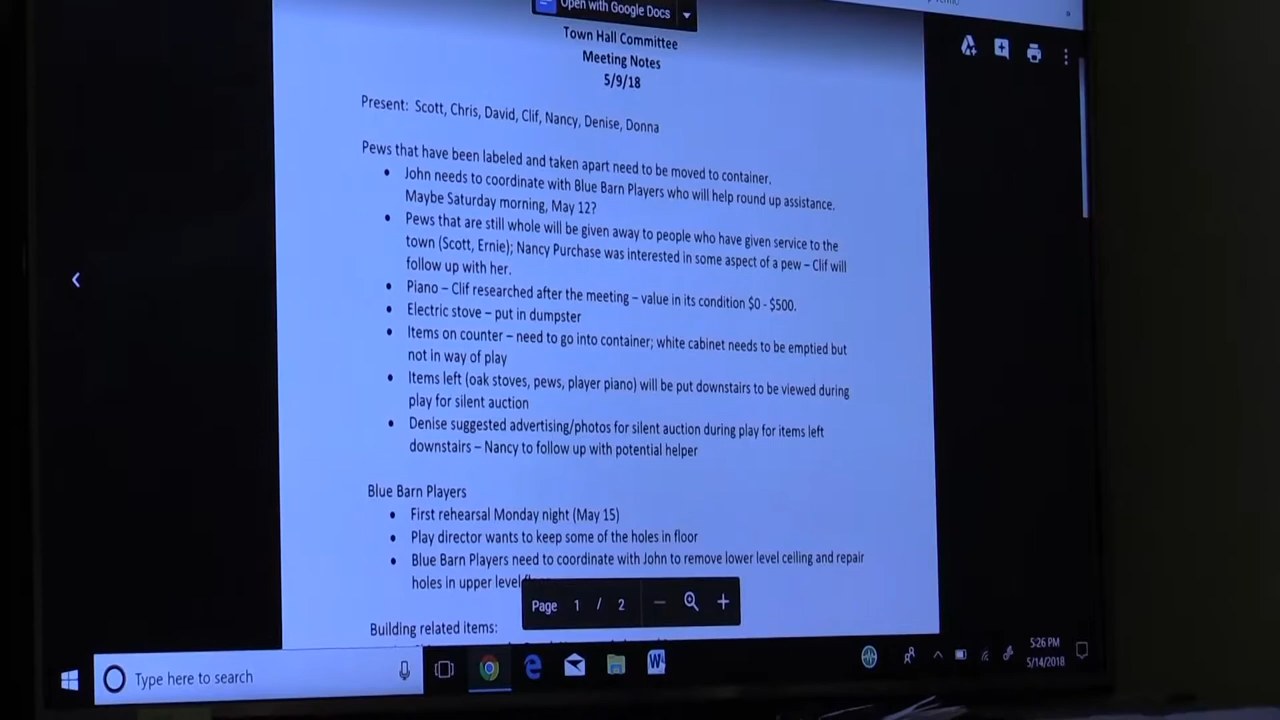 Open with Google Docs
Town Hall Committee
Meeting Notes
5/9/18
Present: Scott, Chris, David, Clif, Nancy, Denise, Donna
Pews that have been labeled and taken apart need to be moved to container.
• John needs to coordinate with Blue Barn Players who will help round up assistance.
Maybe Saturday morning, May 12?
• Pews that are still whole will be given away to people who have given service to the
town (Scott, Ernie); Nancy Purchase was interested in some aspect of a pew – Clif will
follow up with her.
• Piano – Clif researched after the meeting – value in its condition $0 - $500.
• Electric stove – put in dumpster
• Items on counter – need to go into container; white cabinet needs to be emptied but
not in way of play
• Items left (oak stoves, pews, player piano) will be put downstairs to be viewed during
play for silent auction
• Denise suggested advertising/photos for silent auction during play for items left
downstairs – Nancy to follow up with potential helper
Blue Barn Players
• First rehearsal Monday night (May 15)
• Play director wants to keep some of the holes in floor
• Blue Barn Players need to coordinate with John to remove lower level ceiling and repair
holes in upper level
Page 1 / 2
Building related items:
Type here to search
5:26 PM
5/14/2018